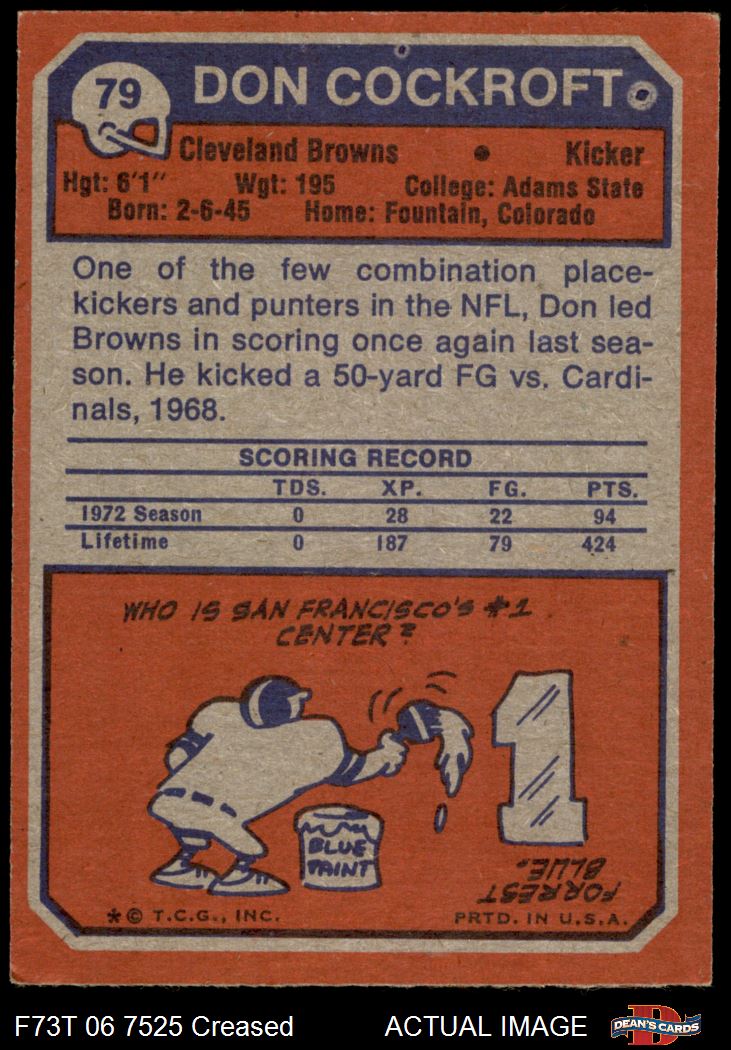 79
DON COCKROFT
Cleveland Browns • Kicker
Hgt: 6'1" Wgt: 195 College: Adams State
Born: 2-6-45 Home: Fountain, Colorado
One of the few combination place-
kickers and punters in the NFL, Don led
Browns in scoring once again last sea-
son. He kicked a 50-yard FG vs. Cardi-
nals, 1968.
SCORING RECORD
TDS. XP. FG. PTS.
1972 Season 0 28 22 94
Lifetime 0 187 79 424
WHO IS SAN FRANCISCO'S #1
CENTER?
1
BLUE
PAINT
FORREST
BLUE.
*© T.C.G., INC. PRTD. IN U.S.A.
F73T 06 7525 Creased ACTUAL IMAGE
D
DEAN'S CARDS